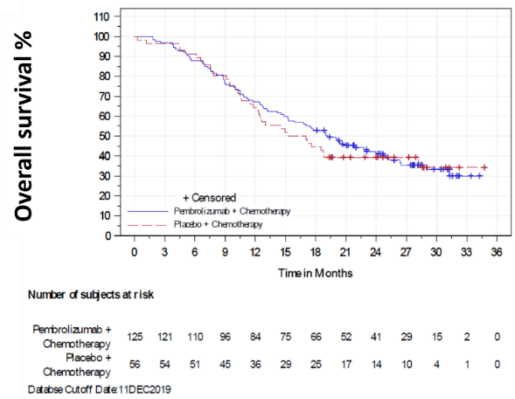 Overall survival %
110
100
90
80
70
60
50
40
30
20
10
0
+ Censored
Pembrolizumab + Chemotherapy
Placebo + Chemotherapy
0 3 6 9 12 15 18 21 24 27 30 33 36
Time in Months
Number of subjects at risk
Pembrolizumab +
Chemotherapy
125 121 110 96 84 75 66 52 41 29 15 2 0
Placebo +
Chemotherapy
56 54 51 45 36 29 25 17 14 10 4 1 0
Databse Cutoff Date:11DEC2019